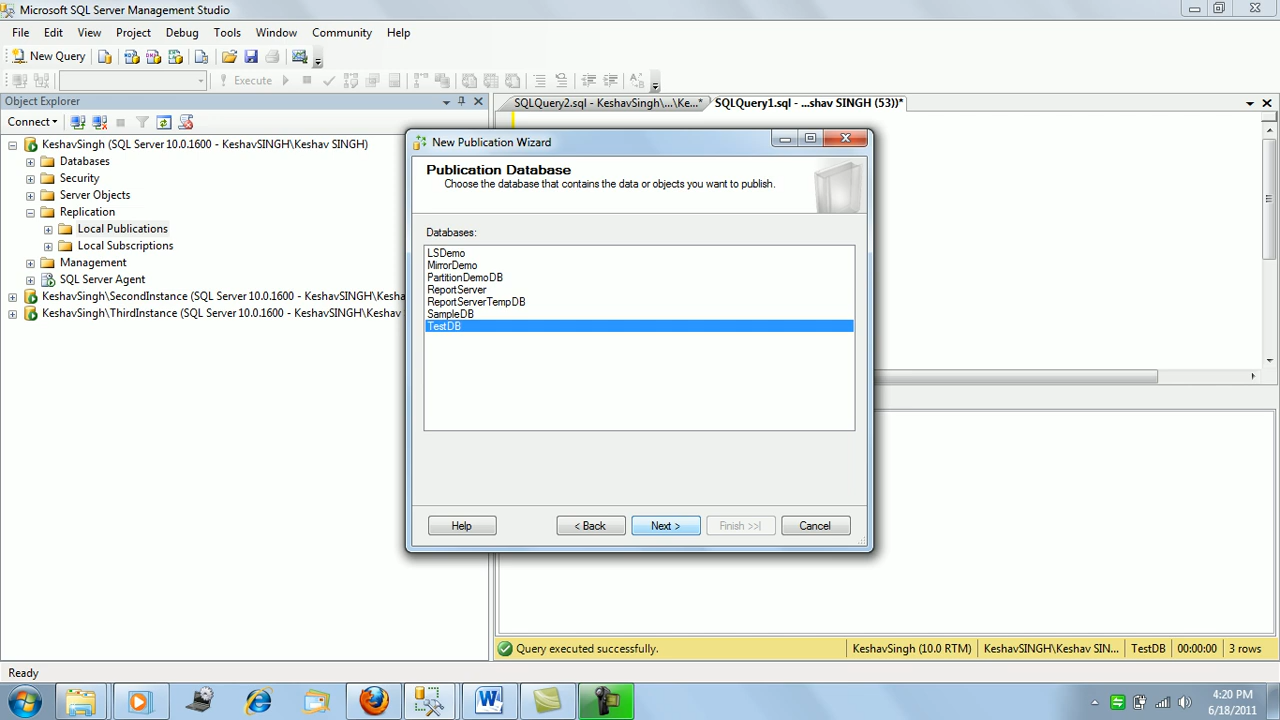 Microsoft SQL Server Management Studio
File Edit View Project Debug Tools Window Community Help
New Query
Execute
Object Explorer
SQLQuery2.sql - KeshavSingh\...\Ke...* SQLQuery1.sql - ...shav SINGH (53))*
Connect
KeshavSingh (SQL Server 10.0.1600 - KeshavSINGH\Keshav SINGH)
Databases
Security
Server Objects
Replication
Local Publications
Local Subscriptions
Management
SQL Server Agent
KeshavSingh\SecondInstance (SQL Server 10.0.1600 - KeshavSINGH\Kesha
KeshavSingh\ThirdInstance (SQL Server 10.0.1600 - KeshavSINGH\Keshav
New Publication Wizard
Publication Database
Choose the database that contains the data or objects you want to publish.
Databases:
LSDemo
MirrorDemo
PartitionDemoDB
ReportServer
ReportServerTempDB
SampleDB
TestDB
Help < Back Next > Finish >>| Cancel
Query executed successfully. KeshavSingh (10.0 RTM) KeshavSINGH\Keshav SIN... TestDB 00:00:00 3 rows
Ready
4:20 PM
6/18/2011